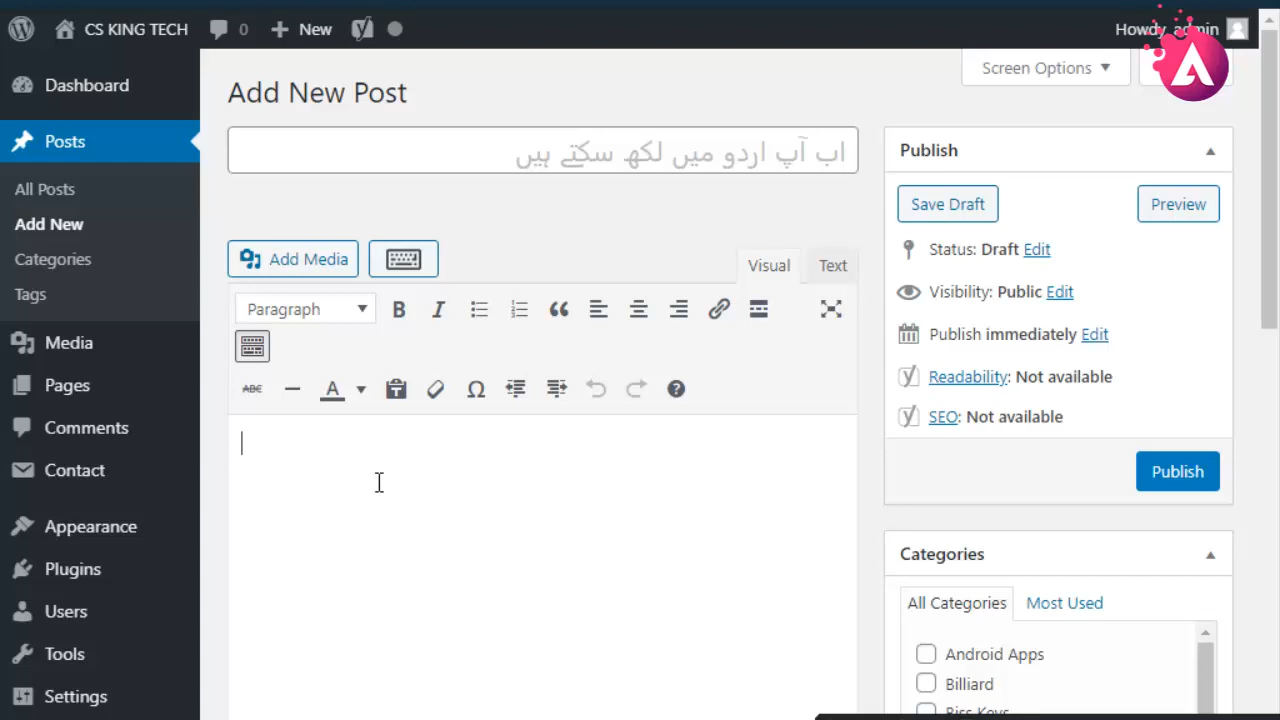 CS KING TECH
0
New
Howdy, admin
Dashboard
Posts
All Posts
Add New
Categories
Tags
Media
Pages
Comments
Contact
Appearance
Plugins
Users
Tools
Settings
Screen Options
Add New Post
اب آپ اردو میں لکھ سکتے ہیں
Add Media
Visual
Text
Paragraph
B
I
ABC
A
Ω
Publish
Save Draft
Preview
Status: Draft Edit
Visibility: Public Edit
Publish immediately Edit
Readability: Not available
SEO: Not available
Publish
Categories
All Categories
Most Used
Android Apps
Billiard
Biss Keys